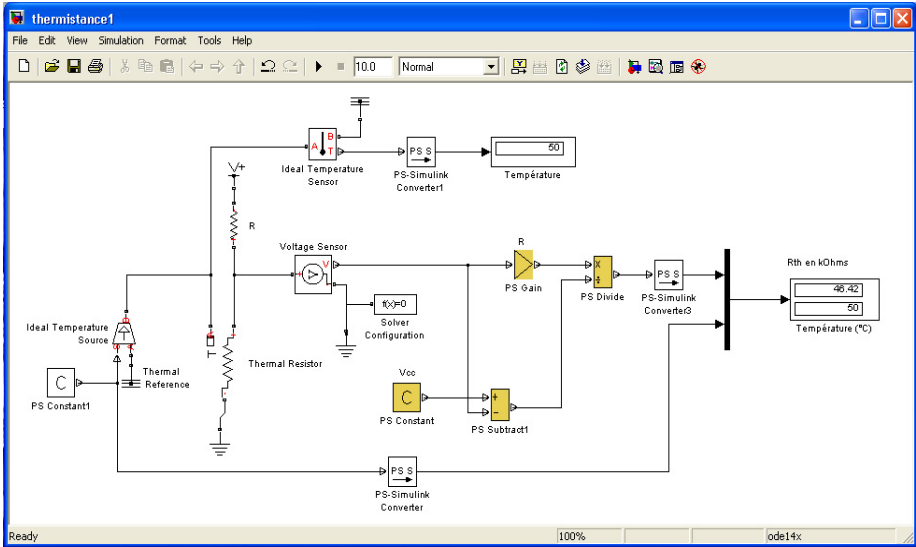 thermistance1
File Edit View Simulation Format Tools Help
10.0 Normal
B
A
T
Ideal Temperature
Sensor
PS S
PS-Simulink
Converter1
50
Température
V+
R
Voltage Sensor
V
+
-
f(x)=0
Solver
Configuration
R
PS Gain
×
÷
PS Divide
PS S
PS-Simulink
Converter3
Rth en kOhms
46.42
50
Température (ºC)
Ideal Temperature
Source
B
S
A
Thermal
Reference
C
PS Constant1
T
+
-
Thermal Resistor
Vcc
C
PS Constant
+
-
PS Subtract1
PS S
PS-Simulink
Converter
Ready
100%
ode14x